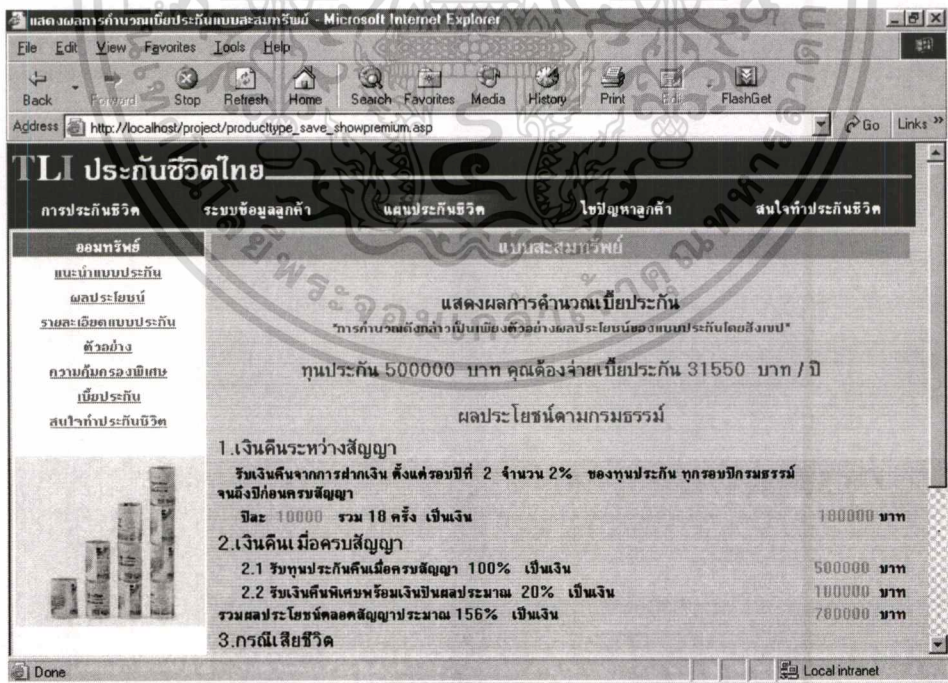 แสดงผลการคำนวณเบี้ยประกันแบบสะสมทรัพย์ - Microsoft Internet Explorer
File Edit View Favorites Tools Help
Back Forward Stop Refresh Home Search Favorites Media History Print Edit FlashGet
Address http://localhost/project/producttype_save_showpremium.asp Go Links »
TLI ประกันชีวิตไทย
การประกันชีวิต ระบบข้อมูลลูกค้า แผนประกันชีวิต ไขปัญหาลูกค้า สนใจทำประกันชีวิต
ออมทรัพย์
แนะนำแบบประกัน
ผลประโยชน์
รายละเอียดแบบประกัน
ตัวอย่าง
ความคุ้มครองพิเศษ
เบี้ยประกัน
สนใจทำประกันชีวิต
แบบสะสมทรัพย์
แสดงผลการคำนวณเบี้ยประกัน
"การคำนวณดังกล่าวเป็นเพียงตัวอย่างผลประโยชน์ของแบบประกันโดยสังเขป"
ทุนประกัน 500000 บาท คุณต้องจ่ายเบี้ยประกัน 31550 บาท / ปี
ผลประโยชน์ตามกรมธรรม์
1.เงินคืนระหว่างสัญญา
รับเงินคืนจากการฝากเงิน ตั้งแต่รอบปีที่ 2 จำนวน 2% ของทุนประกัน ทุกรอบปีกรมธรรม์
จนถึงปีก่อนครบสัญญา
ปีละ 10000 รวม 18 ครั้ง เป็นเงิน 180000 บาท
2.เงินคืนเมื่อครบสัญญา
2.1 รับทุนประกันคืนเมื่อครบสัญญา 100% เป็นเงิน 500000 บาท
2.2 รับเงินคืนพิเศษพร้อมเงินปันผลประมาณ 20% เป็นเงิน 100000 บาท
รวมผลประโยชน์ตลอดสัญญาประมาณ 156% เป็นเงิน 780000 บาท
3.กรณีเสียชีวิต
Done Local intranet